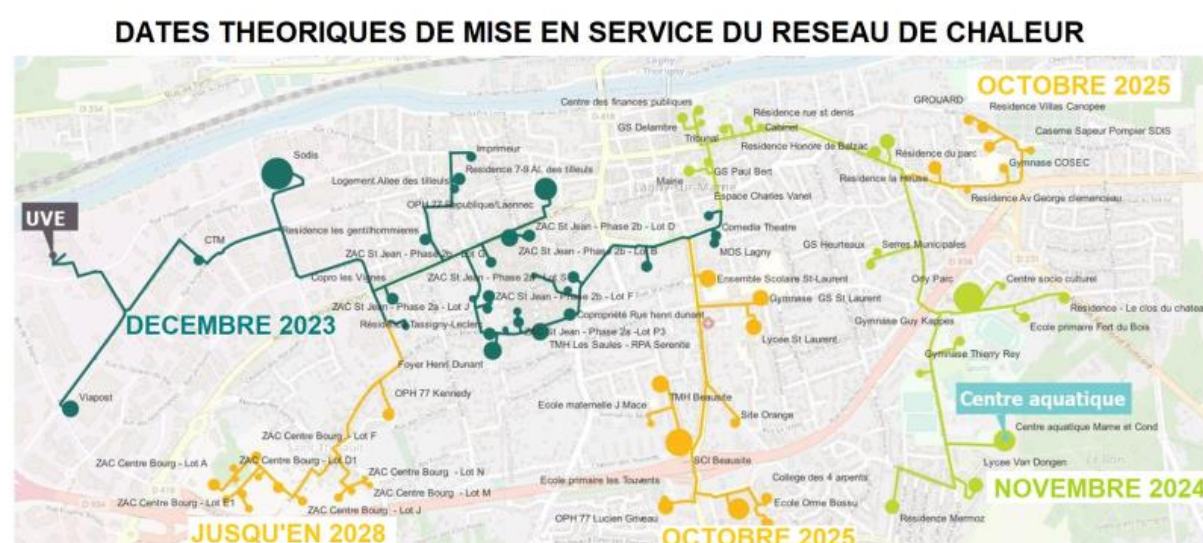 DATES THEORIQUES DE MISE EN SERVICE DU RESEAU DE CHALEUR
OCTOBRE 2025
GROUARD
Residence Villas Canopee
Centre des finances publiques
Résidence rue st denis
GS Delambre
Cabinet
Caserne Sapeur Pompier SDIS
Tribunal
Residence Honore de Balzac
Résidence du parc
Gymnase COSEC
Imprimeur
Sodis
Residence 7-9 Al. des tilleuls
Logement Allee des tilleuls
GS Paul Bert
Mairie
Residence la Heuse
Espace Charles Vanel
Residence Av George clemenceau
OPH 77 Republique/Laennec
UVE
CTM
Residence les gentilhommieres
ZAC St Jean - Phase 2b - Lot D
Comedia Theatre
MDS Lagny
GS Heurteaux
Serres Municipales
ZAC St Jean - Phase 2b - Lot B
Copro les Vignes
Ensemble Scolaire St-Laurent
Orly Parc
Centre socio culturel
ZAC St Jean - Phase 2a - Lot J
ZAC St Jean - Phase 2b - Lot F
Gymnase GS St Laurent
Residence - Le clos du chateau
DECEMBRE 2023
Résidence Tassigny-Leclerc
Copropriété Rue henri dunant
Gymnase Guy Kappes
Ecole primaire Fort du Bois
ZAC St Jean - Phase 2a -Lot P3
TMH Les Saules - RPA Serenite
Lycee St Laurent
Gymnase Thierry Rey
Foyer Henri Dunant
Viapost
OPH 77 Kennedy
TMH Beausite
Ecole maternelle J Mace
Site Orange
Centre aquatique
Centre aquatique Marne et Cond
ZAC Centre Bourg - Lot F
ZAC Centre Bourg - Lot A
ZAC Centre Bourg - Lot D1
SCI Beausite
Lycee Van Dongen
ZAC Centre Bourg - Lot N
ZAC Centre Bourg - Lot M
Ecole primaire les Touvents
College des 4 arpents
NOVEMBRE 2024
ZAC Centre Bourg - Lot E1
ZAC Centre Bourg - Lot J
Ecole Orme Bossu
OPH 77 Lucien Griveau
Résidence Mermoz
JUSQU'EN 2028
OCTOBRE 2025